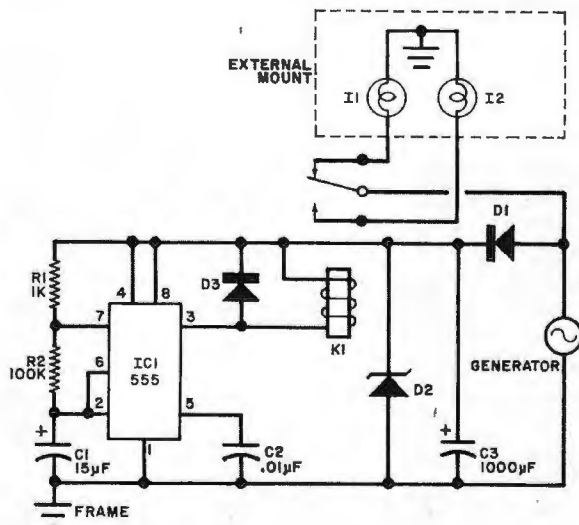 EXTERNAL
MOUNT
I1
I2
D1
R1
1K
4
8
D3
7
3
K1
R2
100K
6
IC1
555
GENERATOR
2
5
D2
+
C1
15µF
1
C2
.01µF
+
C3
1000µF
FRAME